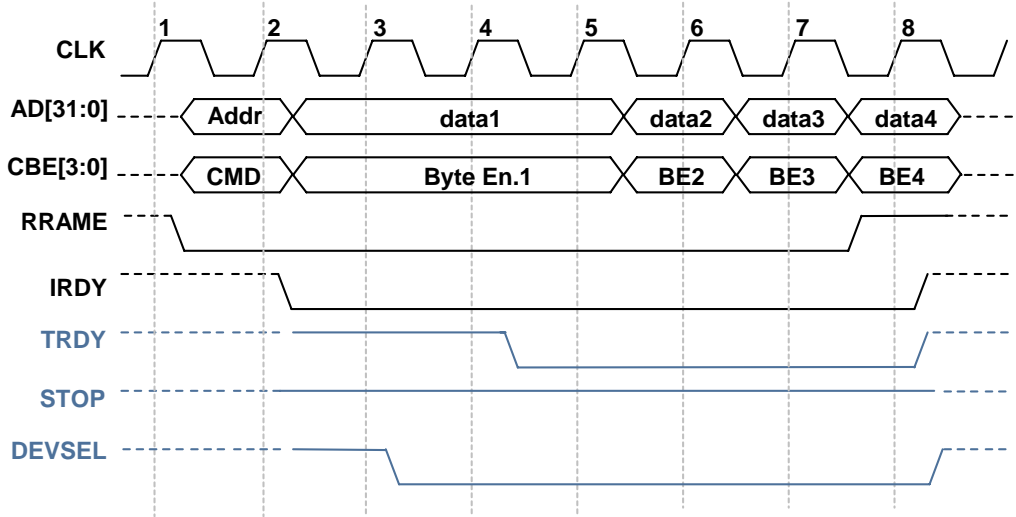 1 2 3 4 5 6 7 8
CLK
AD[31:0] Addr data1 data2 data3 data4
CBE[3:0] CMD Byte En.1 BE2 BE3 BE4
RRAME
IRDY
TRDY
STOP
DEVSEL